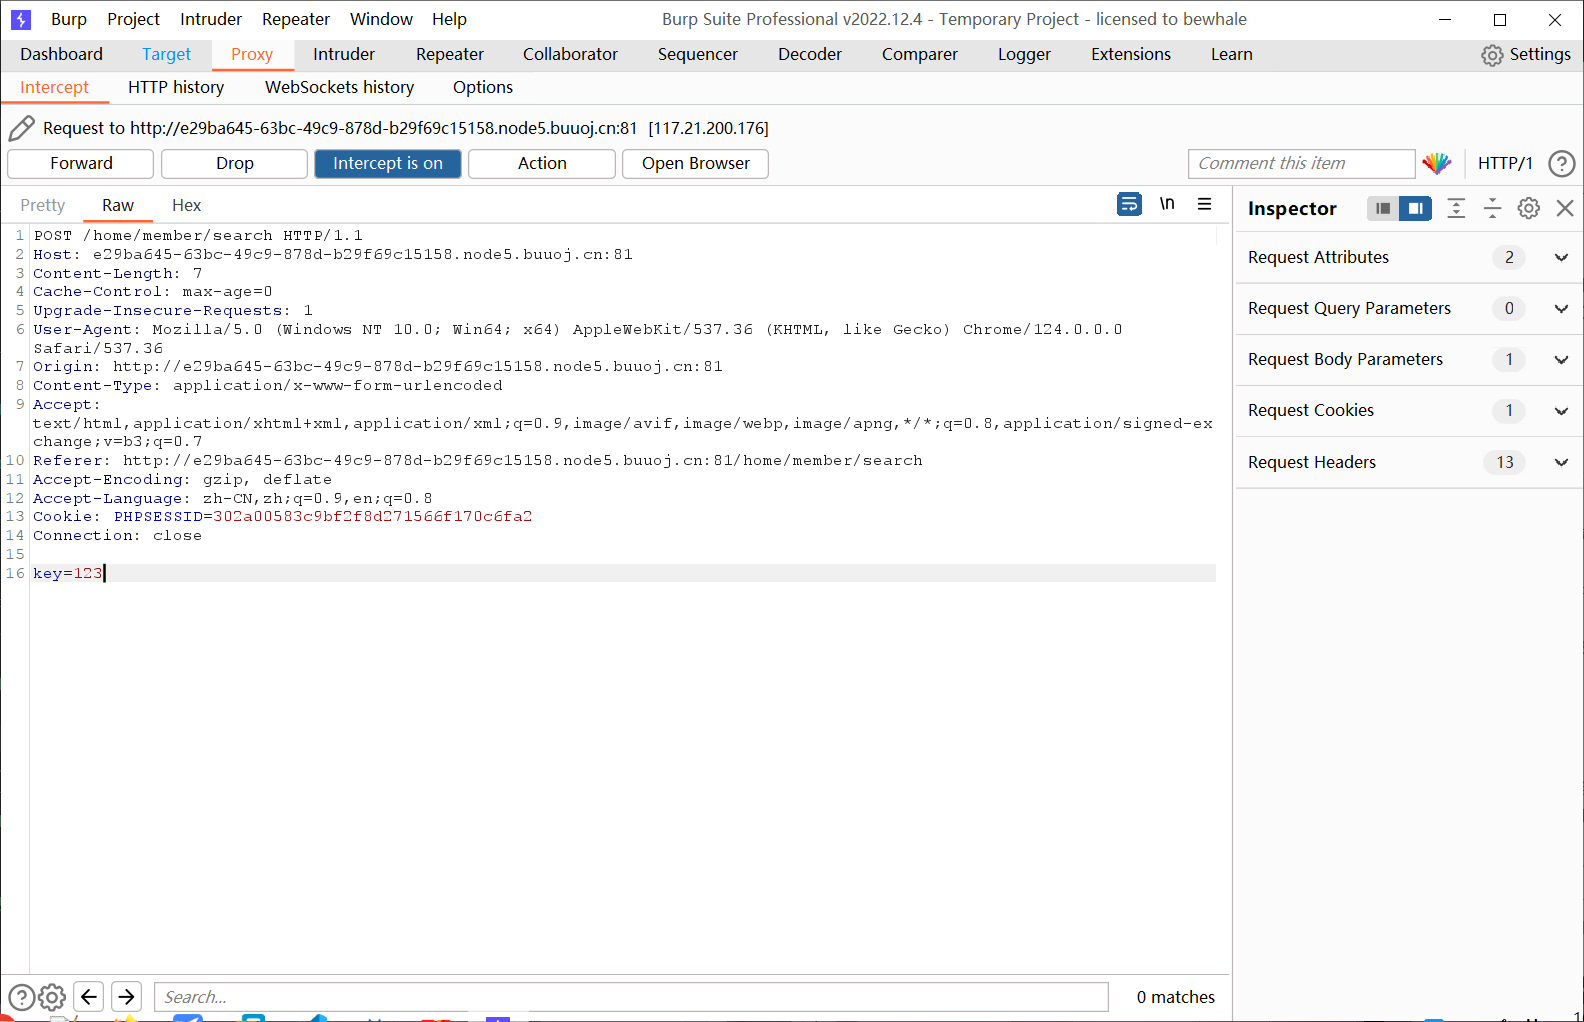 Burp Project Intruder Repeater Window Help Burp Suite Professional v2022.12.4 - Temporary Project - licensed to bewhale
Dashboard Target Proxy Intruder Repeater Collaborator Sequencer Decoder Comparer Logger Extensions Learn Settings
Intercept HTTP history WebSockets history Options
Request to http://e29ba645-63bc-49c9-878d-b29f69c15158.node5.buuoj.cn:81 [117.21.200.176]
Forward Drop Intercept is on Action Open Browser Comment this item HTTP/1 ?
Pretty Raw Hex \n Inspector
1 POST /home/member/search HTTP/1.1
2 Host: e29ba645-63bc-49c9-878d-b29f69c15158.node5.buuoj.cn:81
3 Content-Length: 7
4 Cache-Control: max-age=0
5 Upgrade-Insecure-Requests: 1
6 User-Agent: Mozilla/5.0 (Windows NT 10.0; Win64; x64) AppleWebKit/537.36 (KHTML, like Gecko) Chrome/124.0.0.0
Safari/537.36
7 Origin: http://e29ba645-63bc-49c9-878d-b29f69c15158.node5.buuoj.cn:81
8 Content-Type: application/x-www-form-urlencoded
9 Accept:
text/html,application/xhtml+xml,application/xml;q=0.9,image/avif,image/webp,image/apng,*/*;q=0.8,application/signed-ex
change;v=b3;q=0.7
10 Referer: http://e29ba645-63bc-49c9-878d-b29f69c15158.node5.buuoj.cn:81/home/member/search
11 Accept-Encoding: gzip, deflate
12 Accept-Language: zh-CN,zh;q=0.9,en;q=0.8
13 Cookie: PHPSESSID=302a00583c9bf2f8d271566f170c6fa2
14 Connection: close
15
16 key=123
Request Attributes 2
Request Query Parameters 0
Request Body Parameters 1
Request Cookies 1
Request Headers 13
? Search... 0 matches